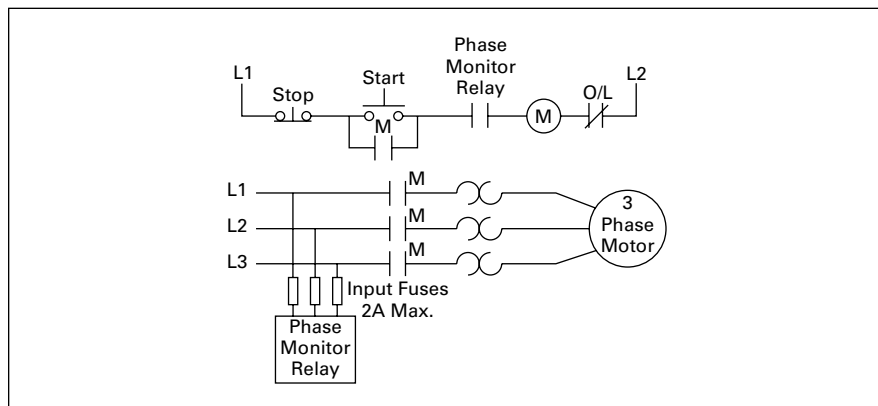 Phase
Monitor
Relay
L1
Stop
Start
M
M
O/L
L2
L1
M
L2
M
L3
M
3
Phase
Motor
Input Fuses
2A Max.
Phase
Monitor
Relay